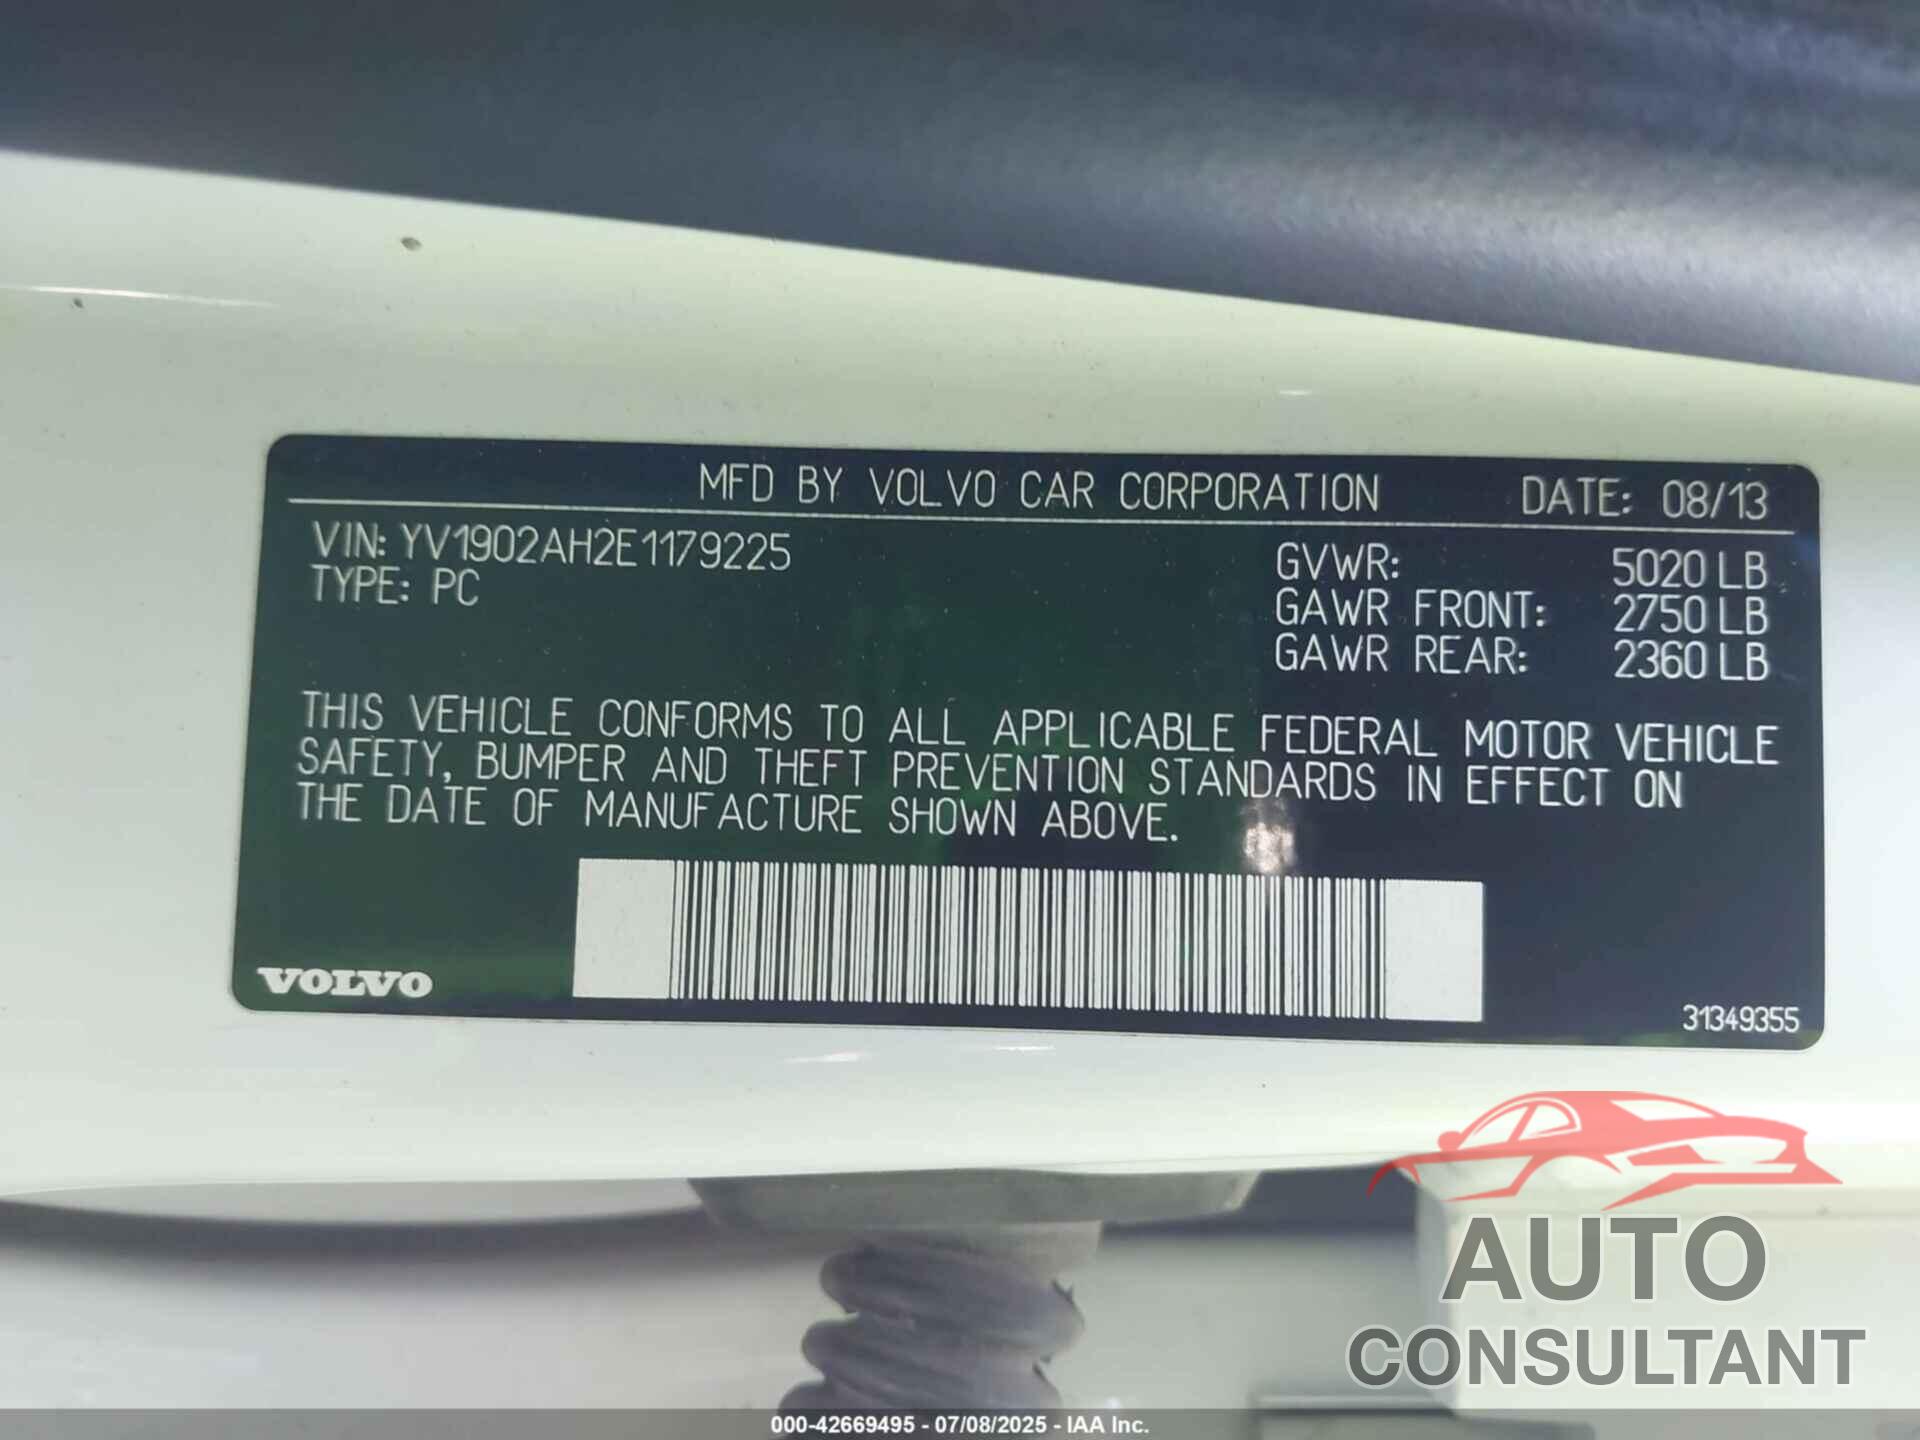 MFD BY VOLVO CAR CORPORATION DATE: 08/13
VIN: YV1902AH2E1179225
TYPE: PC
GVWR: 5020 LB
GAWR FRONT: 2750 LB
GAWR REAR: 2360 LB
THIS VEHICLE CONFORMS TO ALL APPLICABLE FEDERAL MOTOR VEHICLE
SAFETY, BUMPER AND THEFT PREVENTION STANDARDS IN EFFECT ON
THE DATE OF MANUFACTURE SHOWN ABOVE.
VOLVO
31349355
AUTO
CONSULTANT
000-42669495 - 07/08/2025 - IAA Inc.